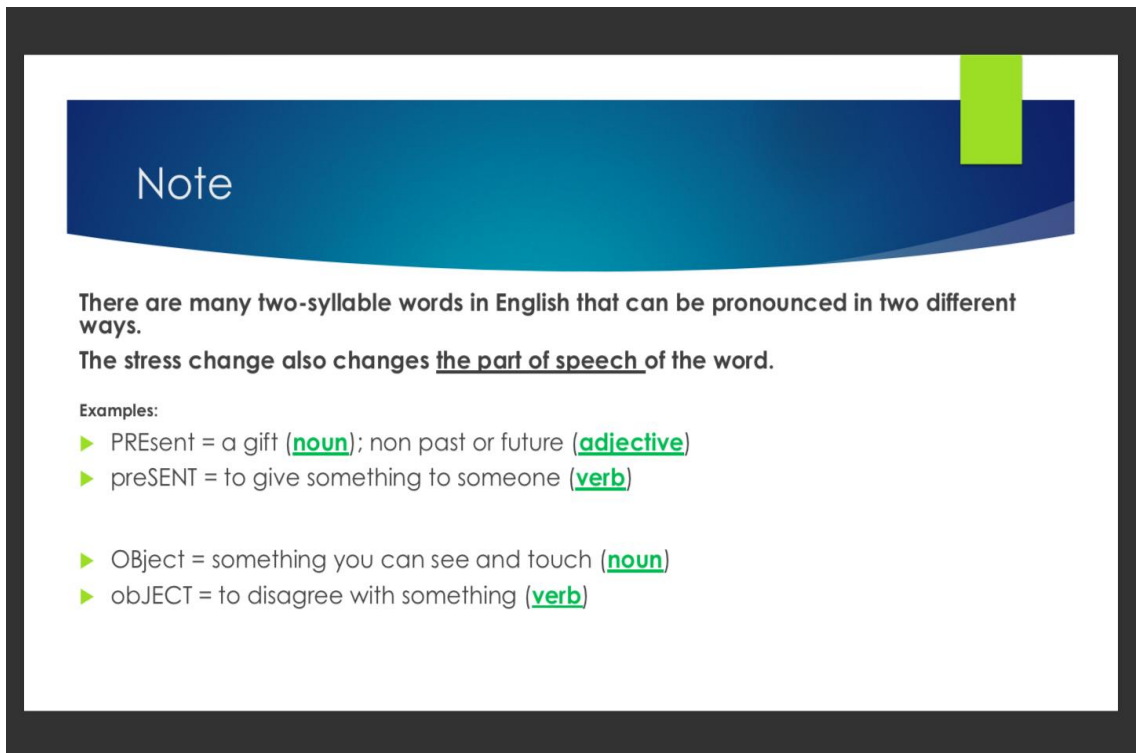 Note
There are many two-syllable words in English that can be pronounced in two different
ways.
The stress change also changes the part of speech of the word.
Examples:
PREsent = a gift (noun); non past or future (adjective)
preSENT = to give something to someone (verb)
OBject = something you can see and touch (noun)
obJECT = to disagree with something (verb)